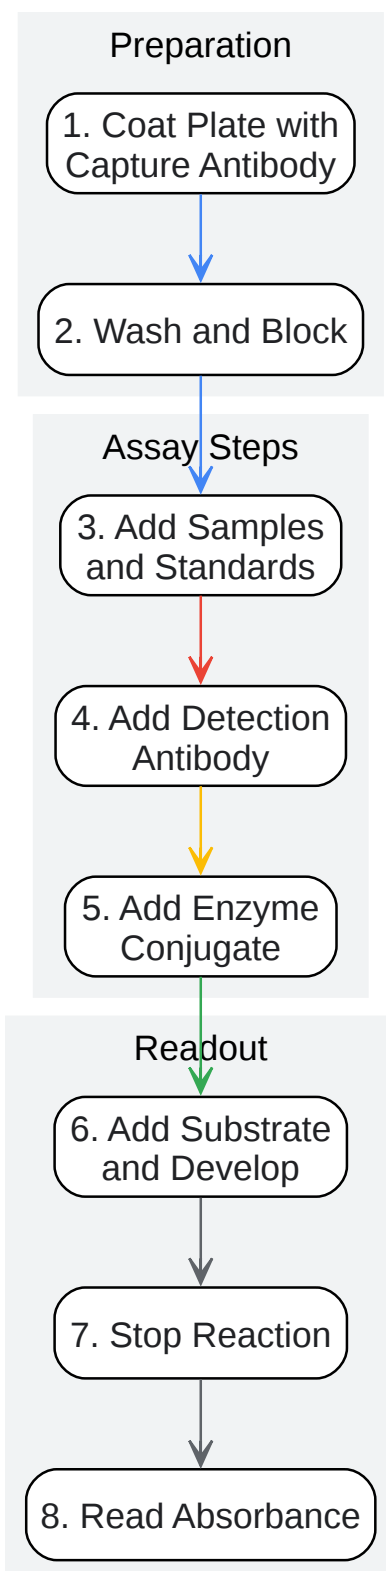 Preparation
1. Coat Plate with
Capture Antibody
2. Wash and Block
Assay Steps
3. Add Samples
and Standards
4. Add Detection
Antibody
5. Add Enzyme
Conjugate
Readout
6. Add Substrate
and Develop
7. Stop Reaction
8. Read Absorbance